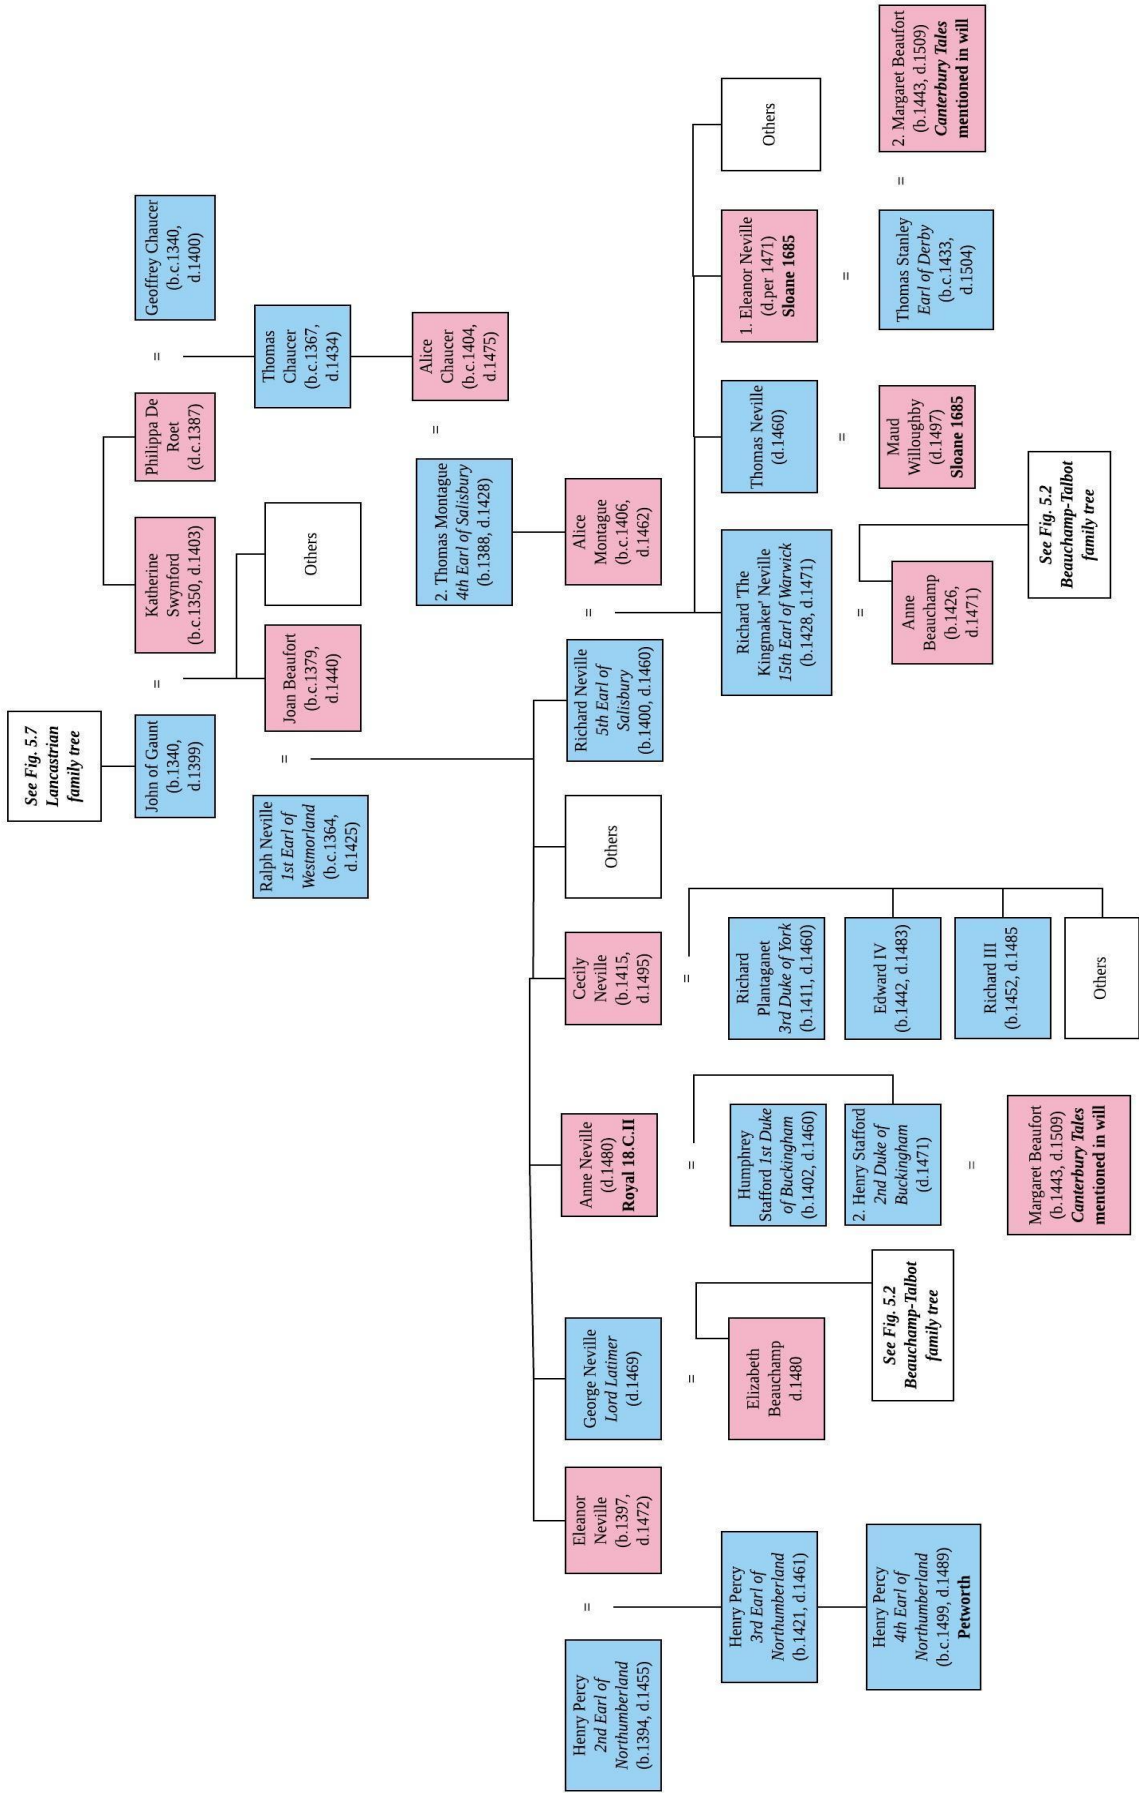 See Fig. 5.7
Lancastrian
family tree
John of Gaunt
(b.1340,
d.1399)
=
Katherine
Swynford
(b.c.1350, d.1403)
Philippa De
Roet
(d.c.1387)
=
Geoffrey Chaucer
(b.c.1340,
d.1400)
Ralph Neville
1st Earl of
Westmorland
(b.c.1364,
d.1425)
=
Joan Beaufort
(b.c.1379,
d.1440)
Others
Thomas
Chaucer
(b.c.1367,
d.1434)
2. Thomas Montague
4th Earl of Salisbury
(b.1388, d.1428)
=
Alice
Chaucer
(b.c.1404,
d.1475)
Henry Percy
2nd Earl of
Northumberland
(b.1394, d.1455)
=
Eleanor
Neville
(b.1397,
d.1472)
George Neville
Lord Latimer
(d.1469)
Anne Neville
(d.1480)
Royal 18.C.II
Cecily
Neville
(b.1415,
d.1495)
Others
Richard Neville
5th Earl of
Salisbury
(b.1400, d.1460)
=
Alice
Montague
(b.c.1406,
d.1462)
=
=
=
Henry Percy
3rd Earl of
Northumberland
(b.1421, d.1461)
Elizabeth
Beauchamp
d.1480
Humphrey
Stafford 1st Duke
of Buckingham
(b.1402, d.1460)
Richard
Plantaganet
3rd Duke of York
(b.1411, d.1460)
Richard 'The
Kingmaker' Neville
15th Earl of Warwick
(b.1428, d.1471)
Thomas Neville
(d.1460)
1. Eleanor Neville
(d.per 1471)
Sloane 1685
Others
=
=
=
Henry Percy
4th Earl of
Northumberland
(b.c.1499, d.1489)
Petworth
See Fig. 5.2
Beauchamp-Talbot
family tree
2. Henry Stafford
2nd Duke of
Buckingham
(d.1471)
Edward IV
(b.1442, d.1483)
Anne
Beauchamp
(b.1426,
d.1471)
Maud
Willoughby
(d.1497)
Sloane 1685
Thomas Stanley
Earl of Derby
(b.c.1433,
d.1504)
=
2. Margaret Beaufort
(b.1443, d.1509)
Canterbury Tales
mentioned in will
=
Richard III
(b.1452, d.1485
Margaret Beaufort
(b.1443, d.1509)
Canterbury Tales
mentioned in will
Others
See Fig. 5.2
Beauchamp-Talbot
family tree